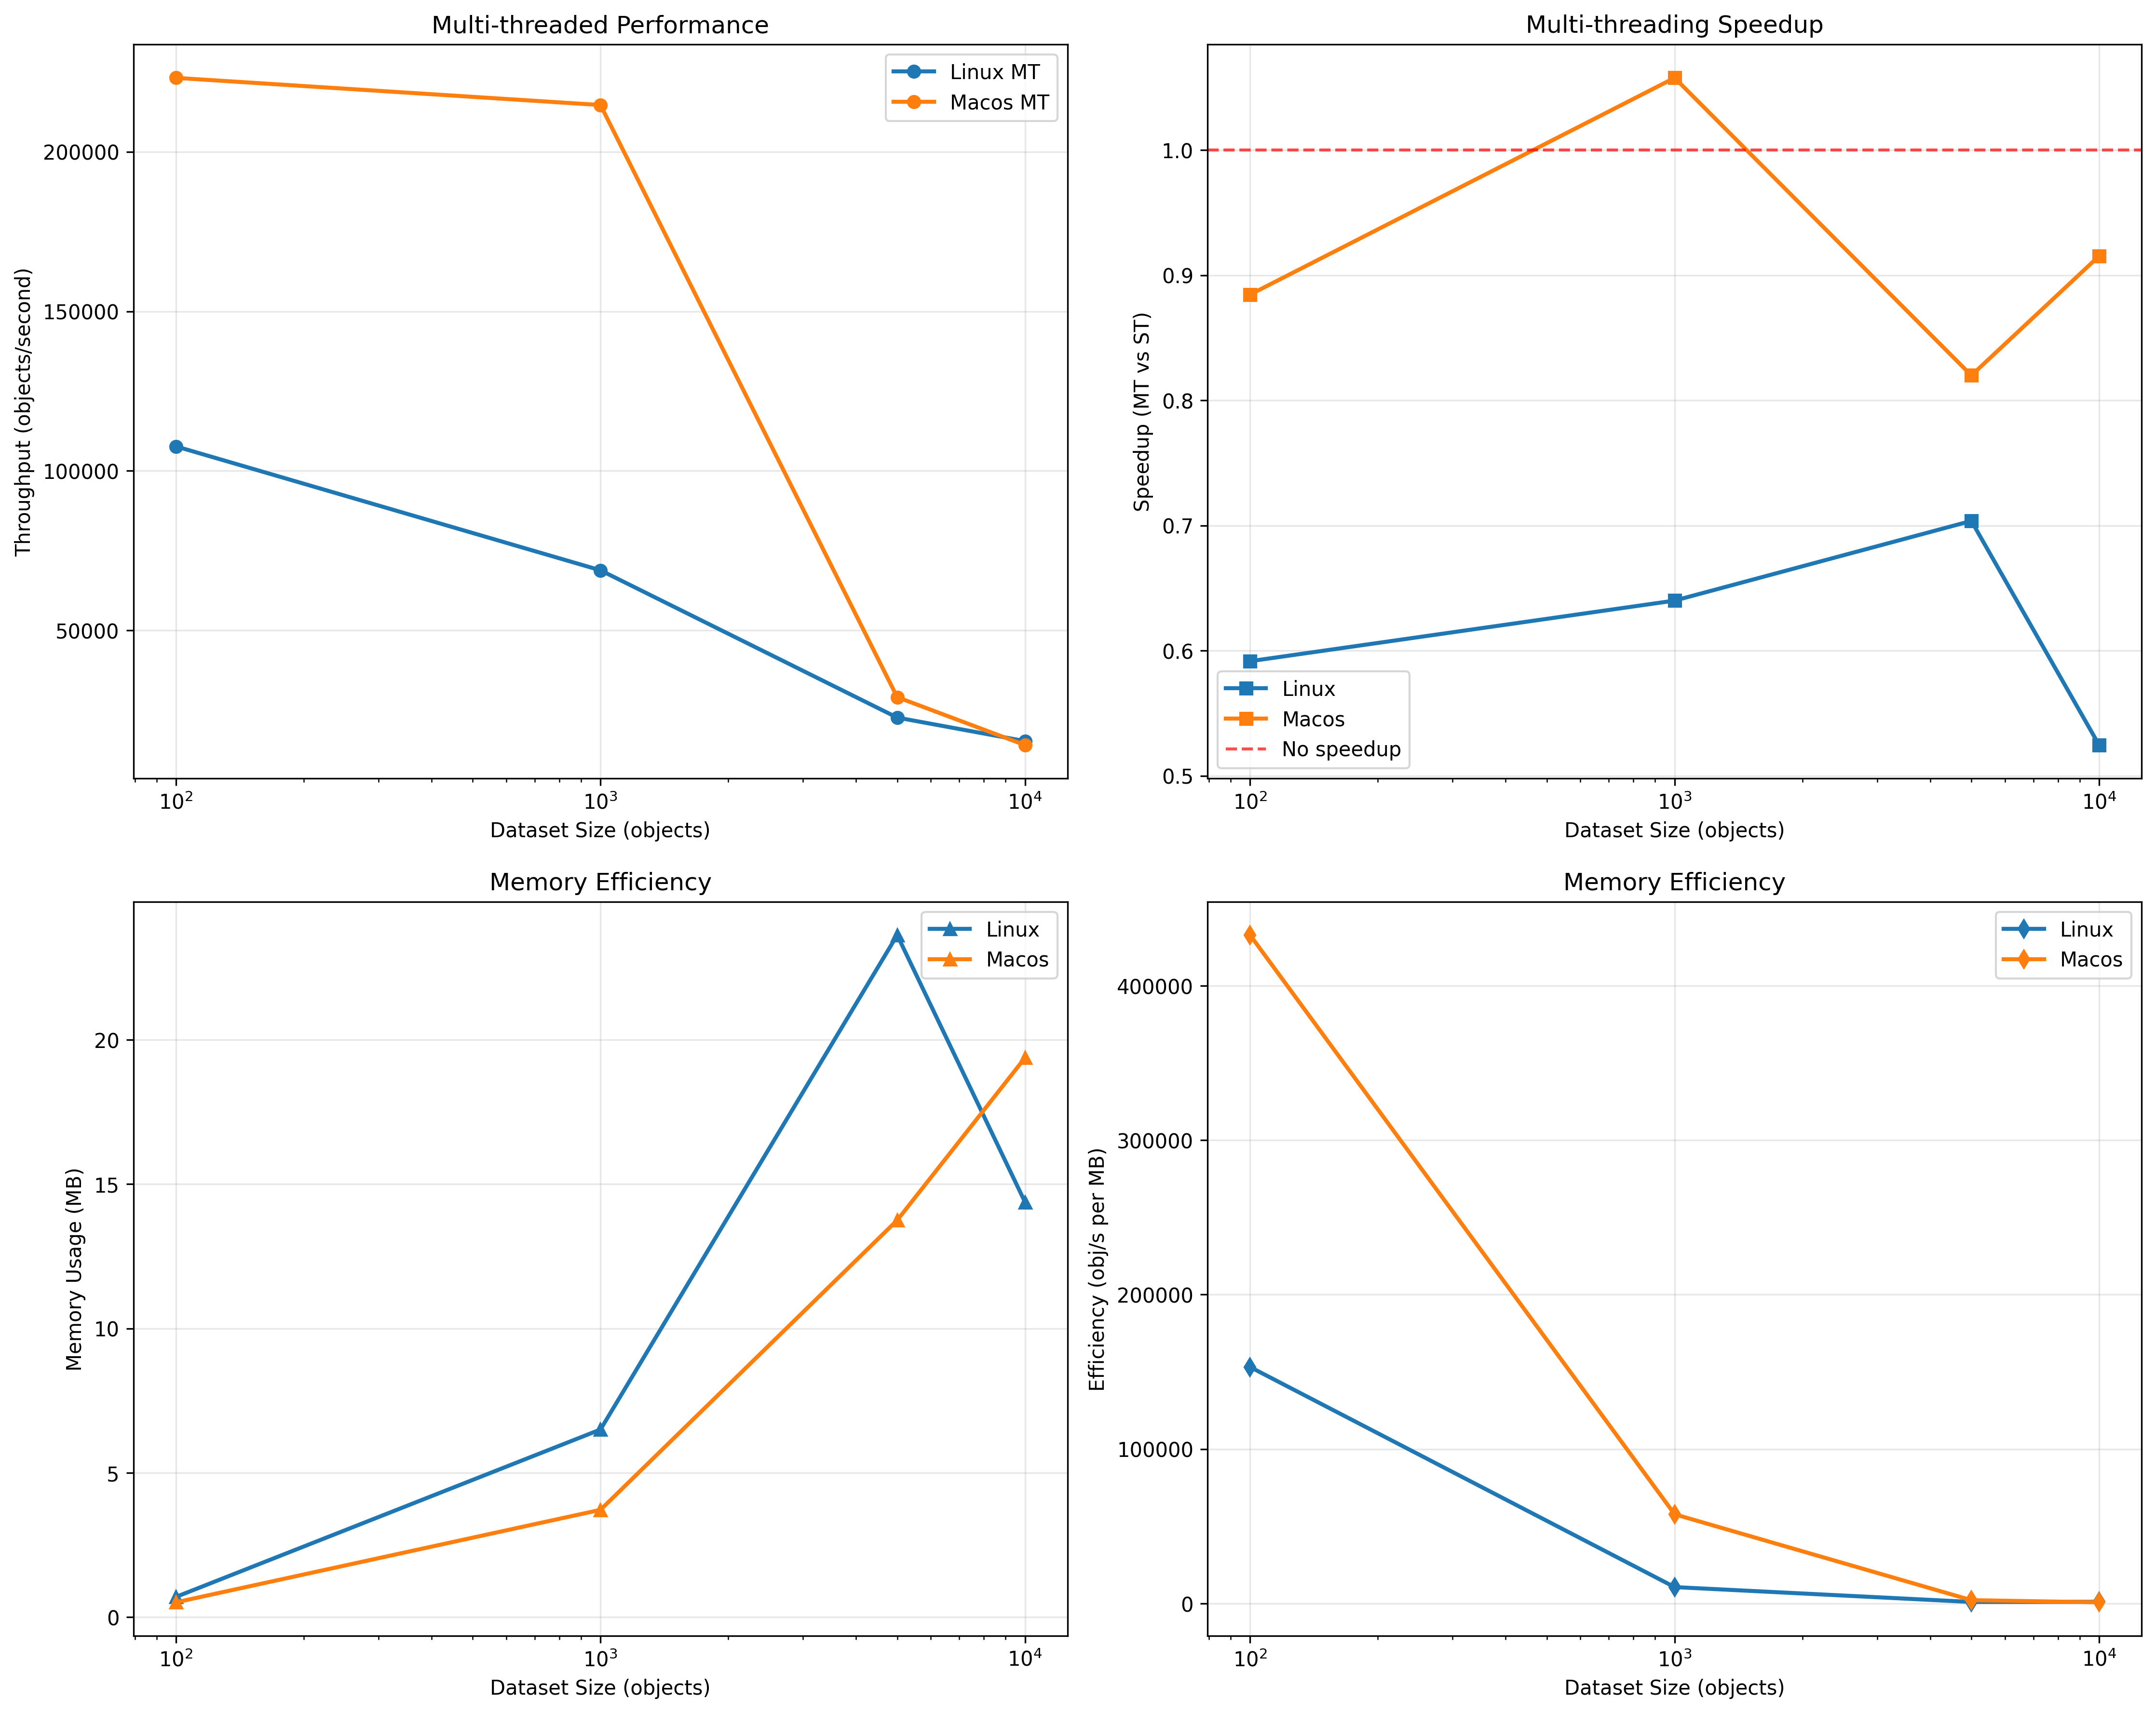 Multi-threaded Performance
Throughput (objects/second)
200000
150000
100000
50000
Linux MT
Macos MT
10²
10³
10⁴
Dataset Size (objects)
Multi-threading Speedup
Speedup (MT vs ST)
1.0
0.9
0.8
0.7
0.6
0.5
Linux
Macos
No speedup
10²
10³
10⁴
Dataset Size (objects)
Memory Efficiency
Memory Usage (MB)
20
15
10
5
0
Linux
Macos
10²
10³
10⁴
Dataset Size (objects)
Memory Efficiency
Efficiency (obj/s per MB)
400000
300000
200000
100000
0
Linux
Macos
10²
10³
10⁴
Dataset Size (objects)